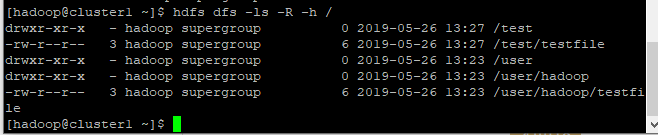 [hadoop@cluster1 ~]$ hdfs dfs -ls -R -h /
drwxr-xr-x   - hadoop supergroup          0 2019-05-26 13:27 /test
-rw-r--r--   3 hadoop supergroup          6 2019-05-26 13:27 /test/testfile
drwxr-xr-x   - hadoop supergroup          0 2019-05-26 13:23 /user
drwxr-xr-x   - hadoop supergroup          0 2019-05-26 13:23 /user/hadoop
-rw-r--r--   3 hadoop supergroup          6 2019-05-26 13:23 /user/hadoop/testfi
le
[hadoop@cluster1 ~]$